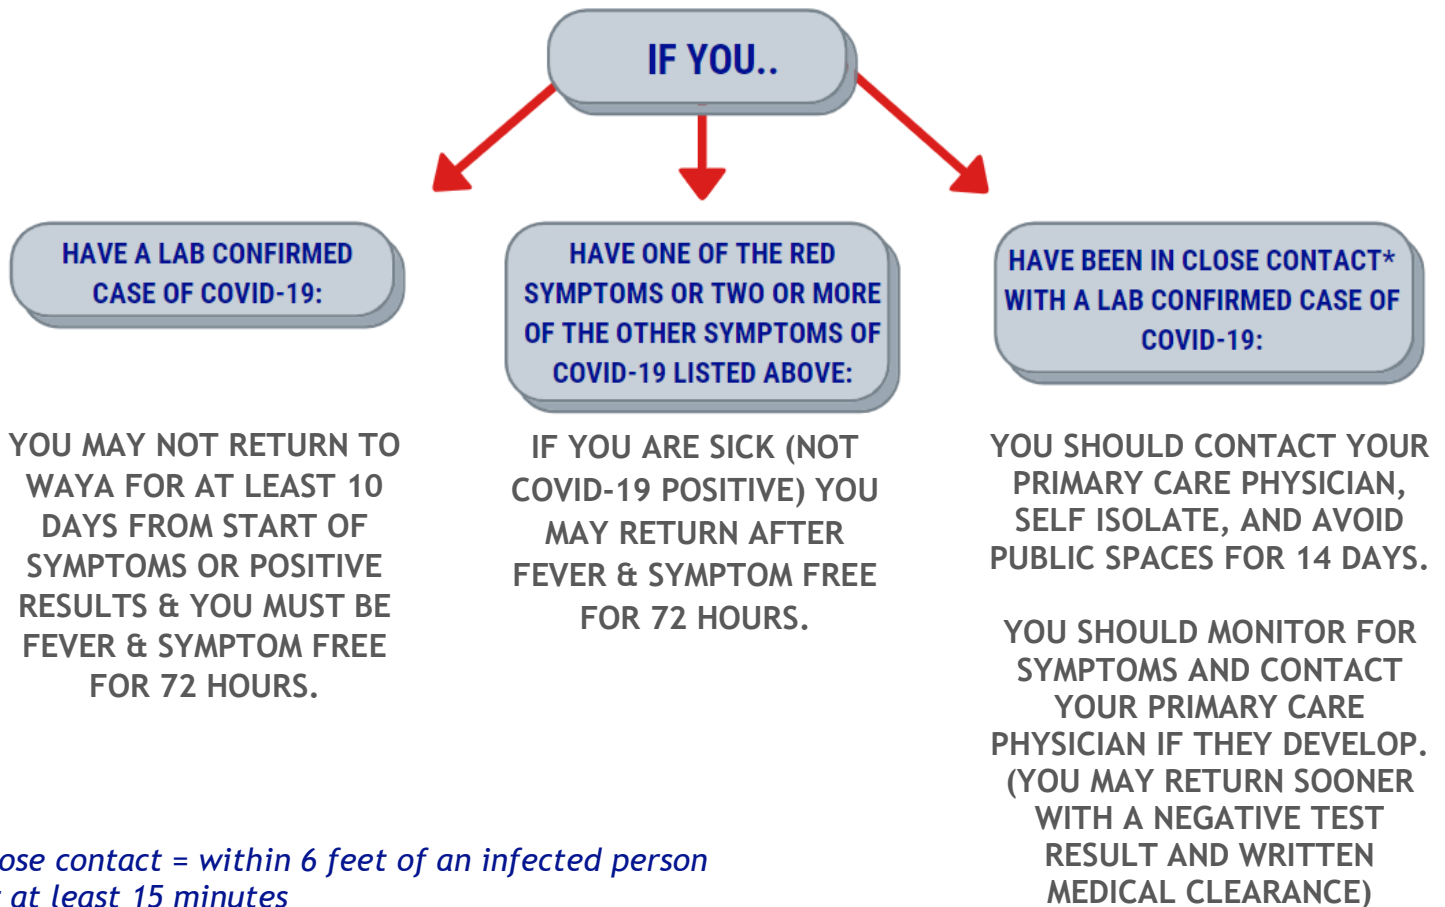 IF YOU..
HAVE A LAB CONFIRMED
CASE OF COVID-19:
YOU MAY NOT RETURN TO
WAYA FOR AT LEAST 10
DAYS FROM START OF
SYMPTOMS OR POSITIVE
RESULTS & YOU MUST BE
FEVER & SYMPTOM FREE
FOR 72 HOURS.
HAVE ONE OF THE RED
SYMPTOMS OR TWO OR MORE
OF THE OTHER SYMPTOMS OF
COVID-19 LISTED ABOVE:
IF YOU ARE SICK (NOT
COVID-19 POSITIVE) YOU
MAY RETURN AFTER
FEVER & SYMPTOM FREE
FOR 72 HOURS.
HAVE BEEN IN CLOSE CONTACT*
WITH A LAB CONFIRMED CASE OF
COVID-19:
YOU SHOULD CONTACT YOUR
PRIMARY CARE PHYSICIAN,
SELF ISOLATE, AND AVOID
PUBLIC SPACES FOR 14 DAYS.
YOU SHOULD MONITOR FOR
SYMPTOMS AND CONTACT
YOUR PRIMARY CARE
PHYSICIAN IF THEY DEVELOP.
(YOU MAY RETURN SOONER
WITH A NEGATIVE TEST
RESULT AND WRITTEN
MEDICAL CLEARANCE)
ose contact = within 6 feet of an infected person
at least 15 minutes